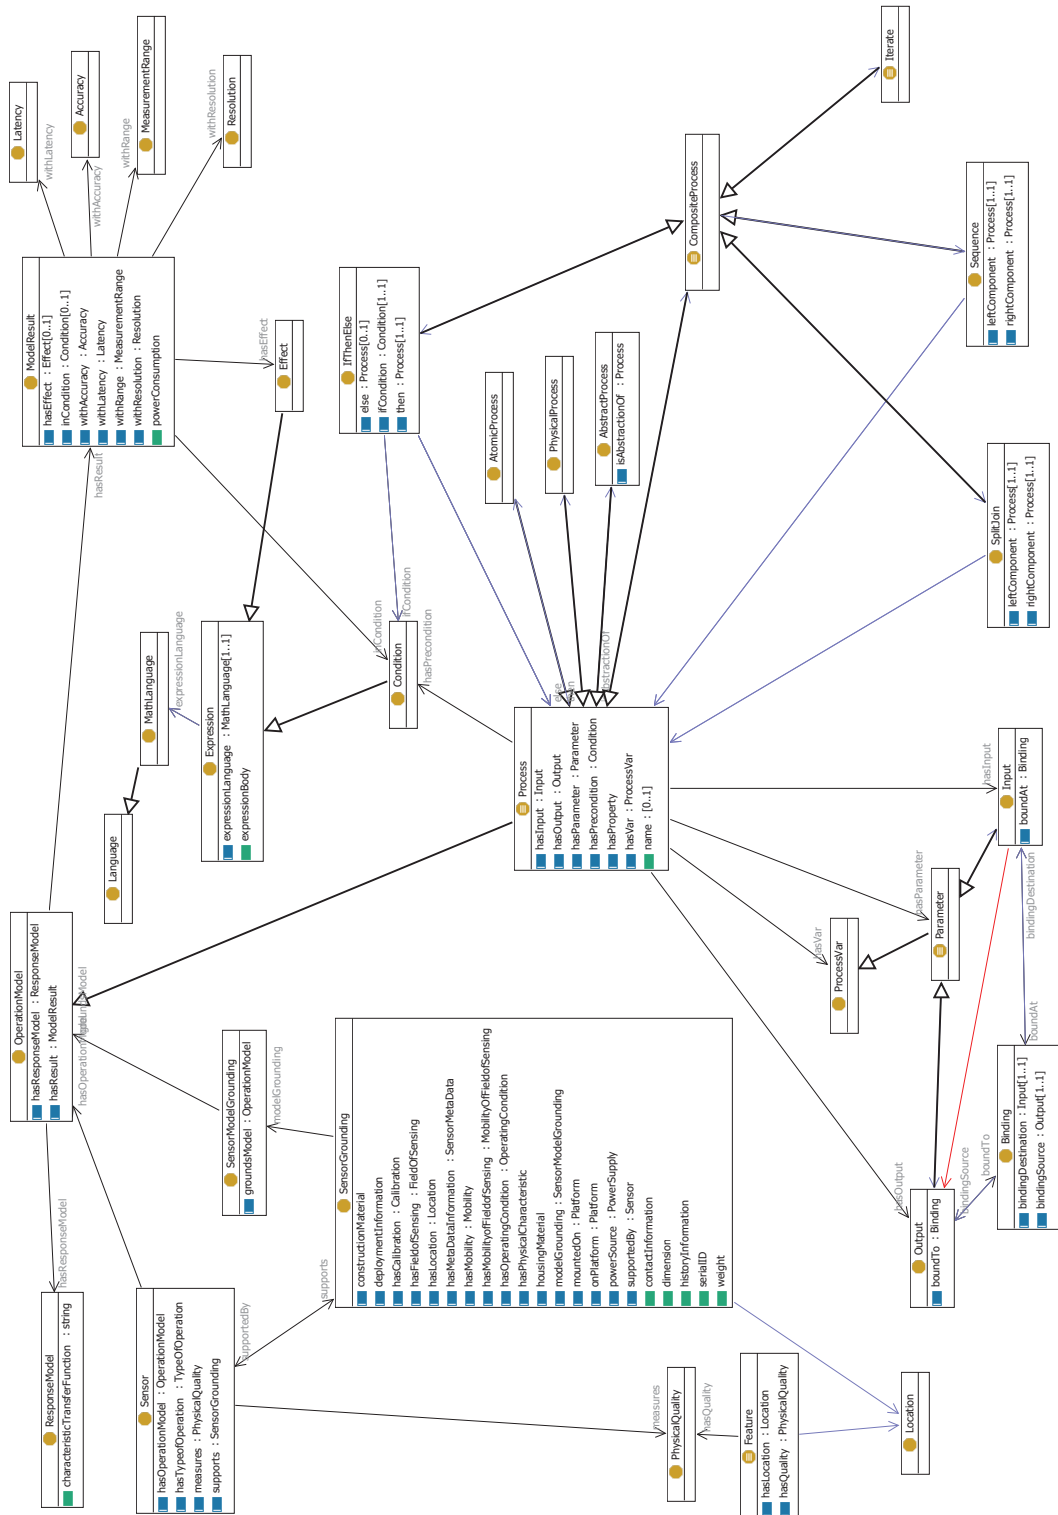 ResponseModel
characteristicTransferFunction : string
hasResponseModel
OperationModel
hasResponseModel : ResponseModel
hasResult : ModelResult
hasOperationModel
groundsModel
Language
MathLanguage
expressionLanguage
ModelResult
hasEffect : Effect[0..1]
inCondition : Condition[0..1]
withAccuracy : Accuracy
withLatency : Latency
withRange : MeasurementRange
withResolution : Resolution
powerConsumption
hasResult
Latency
withLatency
Accuracy
withAccuracy
MeasurementRange
withRange
Resolution
withResolution
Sensor
hasOperationModel : OperationModel
hasTypeofOperation : TypeOfOperation
measures : PhysicalQuality
supports : SensorGrounding
supportedBy
supports
SensorModelGrounding
groundsModel : OperationModel
modelGrounding
Expression
expressionLanguage : MathLanguage[1..1]
expressionBody
Effect
hasEffect
SensorGrounding
constructionMaterial
deploymentInformation
hasCalibration : Calibration
hasFieldofSensing : FieldOfSensing
hasLocation : Location
hasMetaDataInformation : SensorMetaData
hasMobility : Mobility
hasMobilityofFieldofSensing : MobilityOfFieldofSensing
hasOperatingCondition : OperatingCondition
hasPhysicalCharacteristic
housingMaterial
modelGrounding : SensorModelGrounding
mountedOn : Platform
onPlatform : Platform
powerSource : PowerSupply
supportedBy : Sensor
contactInformation
dimension
historyInformation
serialID
weight
Condition
inCondition
ifCondition
hasPrecondition
IfThenElse
else : Process[0..1]
ifCondition : Condition[1..1]
then : Process[1..1]
AtomicProcess
PhysicalProcess
AbstractProcess
isAbstractionOf : Process
Process
hasInput : Input
hasOutput : Output
hasParameter : Parameter
hasPrecondition : Condition
hasProperty
hasVar : ProcessVar
name : [0..1]
else
CompositeProcess
Iterate
PhysicalQuality
measures
hasQuality
Feature
hasLocation : Location
hasQuality : PhysicalQuality
Location
ProcessVar
hasVar
Parameter
hasParameter
Output
boundTo : Binding
hasOutput
bindingSource
boundTo
Binding
bindingDestination : Input[1..1]
bindingSource : Output[1..1]
boundAt
bindingDestination
Input
boundAt : Binding
hasInput
SplitJoin
leftComponent : Process[1..1]
rightComponent : Process[1..1]
Sequence
leftComponent : Process[1..1]
rightComponent : Process[1..1]